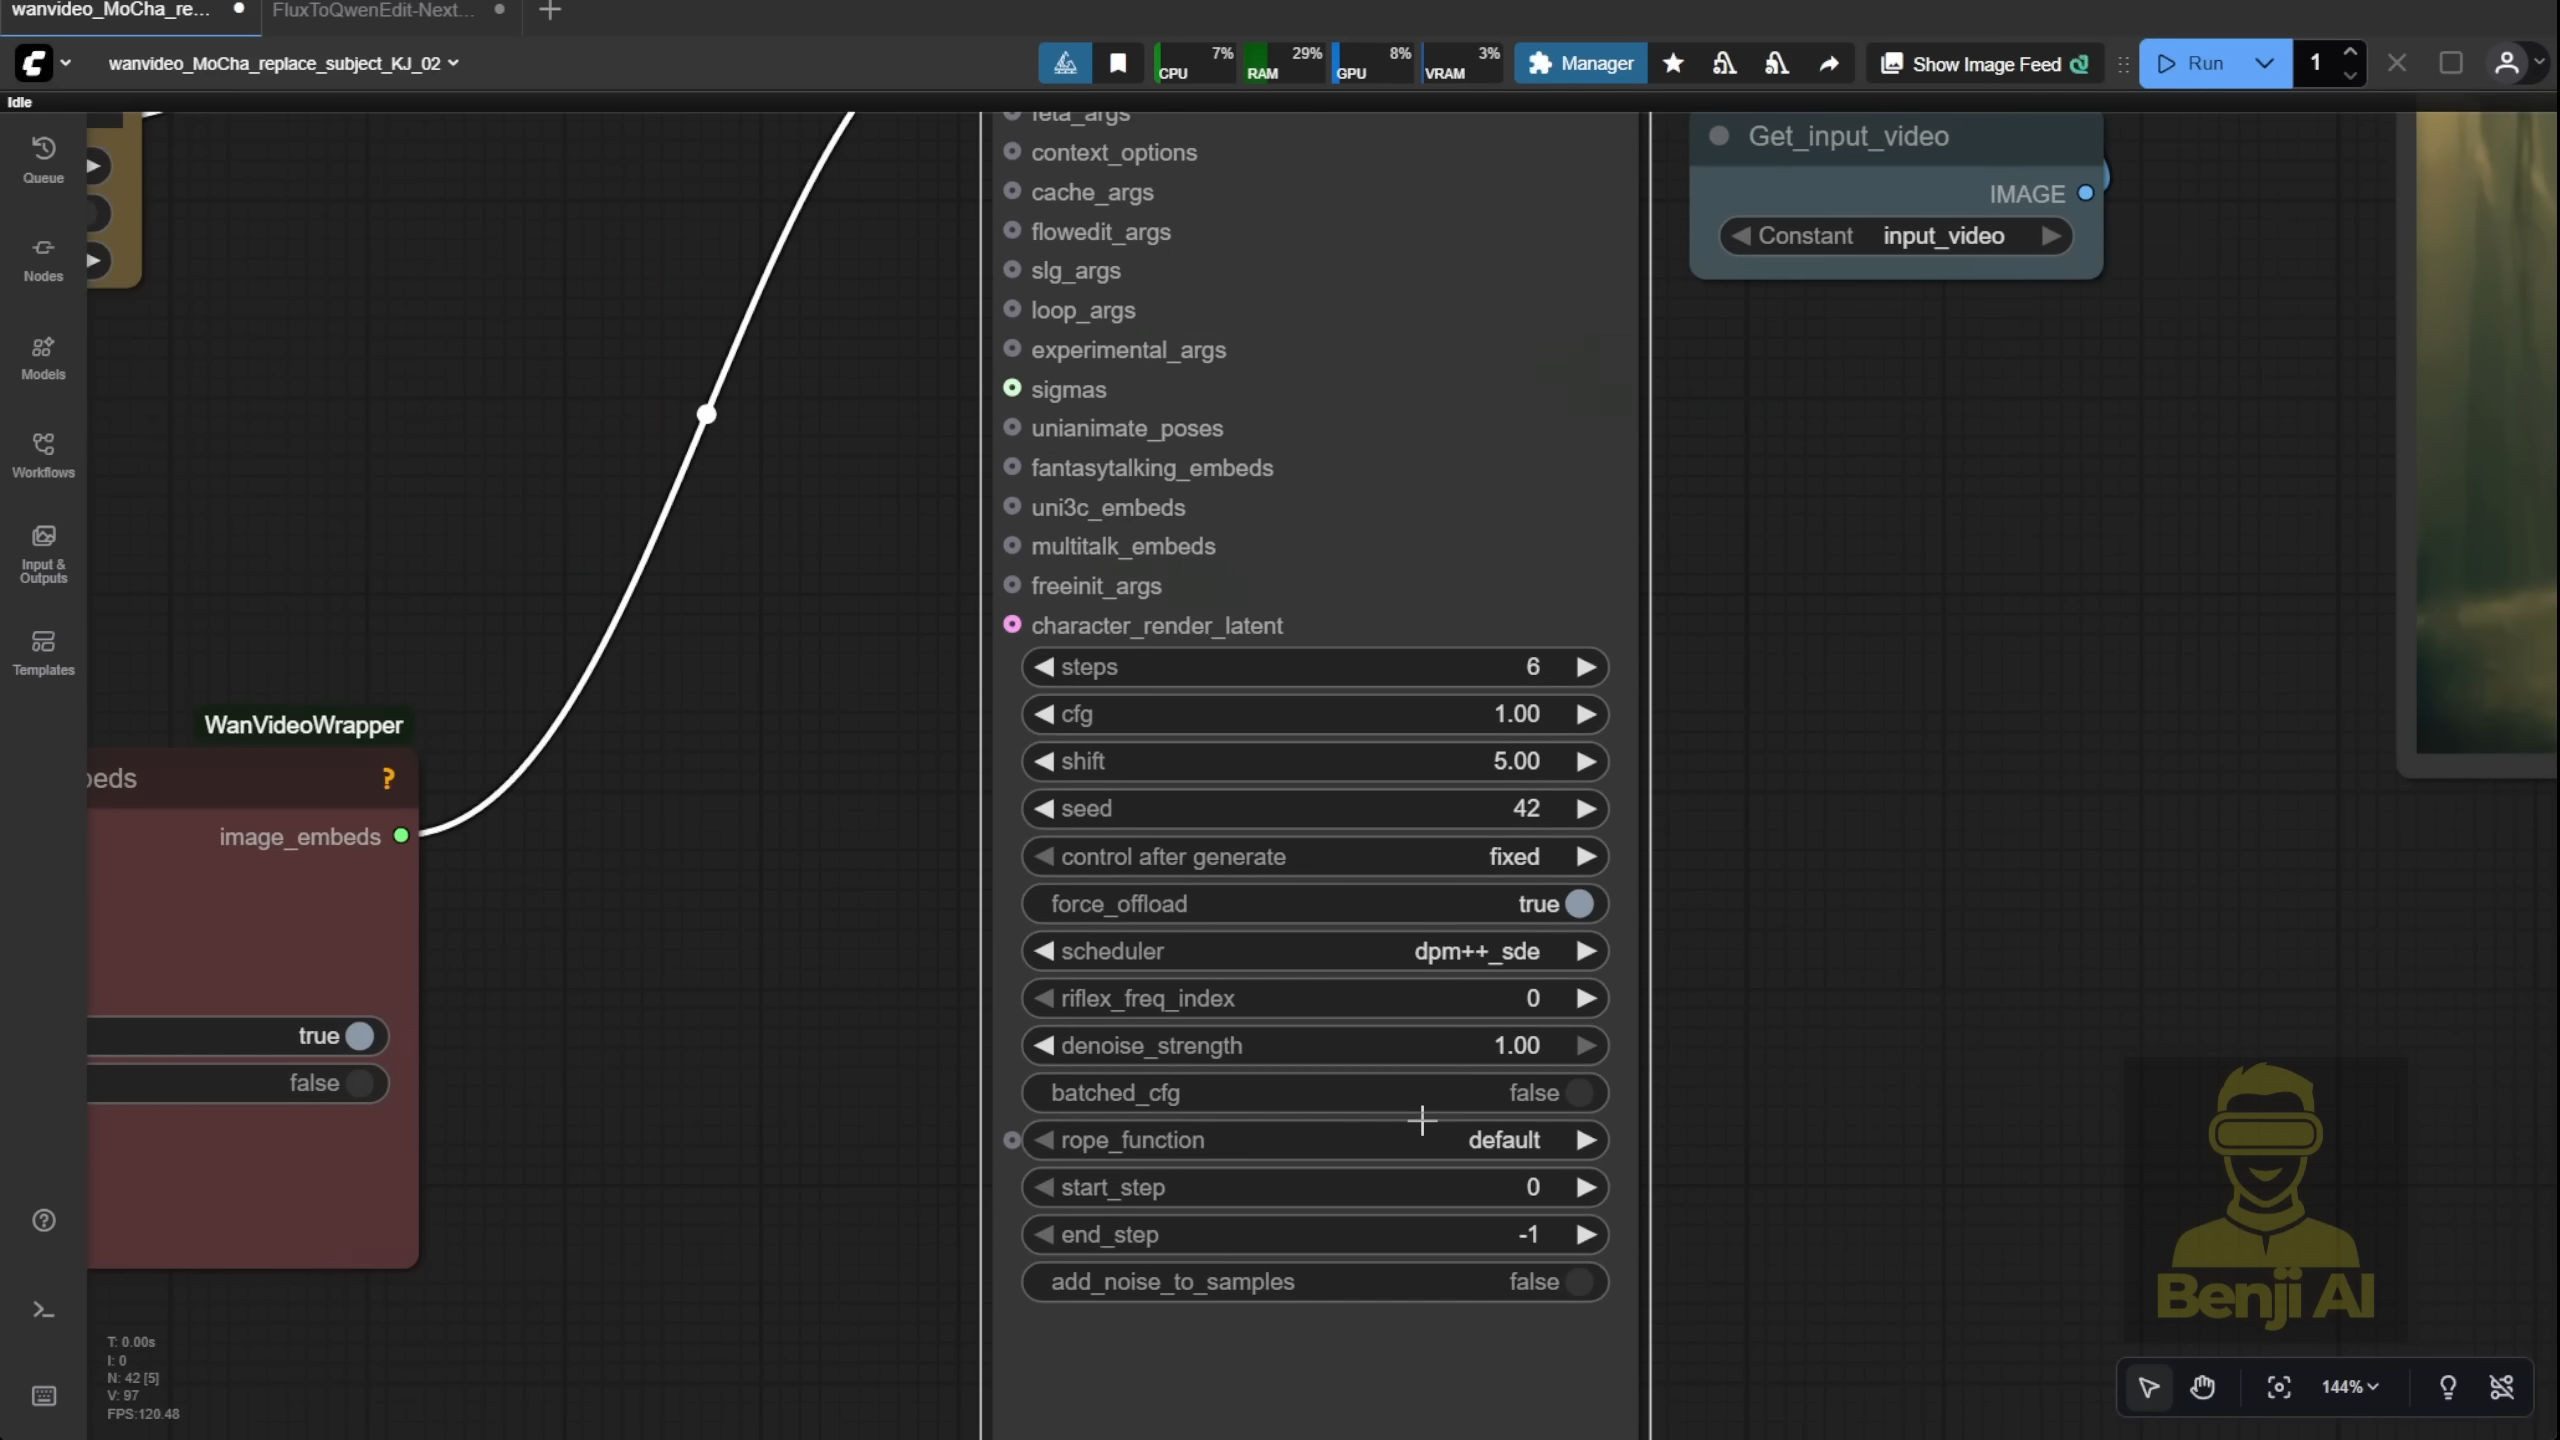 wanvideo_MoCha_re...
FluxToQwenEdit-Next...
wanvideo_MoCha_replace_subject_KJ_02
CPU 7%
RAM 29%
GPU 8%
VRAM 3%
Manager
Show Image Feed
Run
1
Idle
Queue
Nodes
Models
Workflows
Input &
Outputs
Templates
feta_args
context_options
cache_args
flowedit_args
slg_args
loop_args
experimental_args
sigmas
unianimate_poses
fantasytalking_embeds
uni3c_embeds
multitalk_embeds
freeinit_args
character_render_latent
steps 6
cfg 1.00
shift 5.00
seed 42
control after generate fixed
force_offload true
scheduler dpm++_sde
riflex_freq_index 0
denoise_strength 1.00
batched_cfg false
rope_function default
start_step 0
end_step -1
add_noise_to_samples false
Get_input_video
IMAGE
Constant input_video
WanVideoWrapper
beds ?
image_embeds
true
false
T: 0.00s
I: 0
N: 42 [5]
V: 97
FPS:120.48
Benji AI
144%